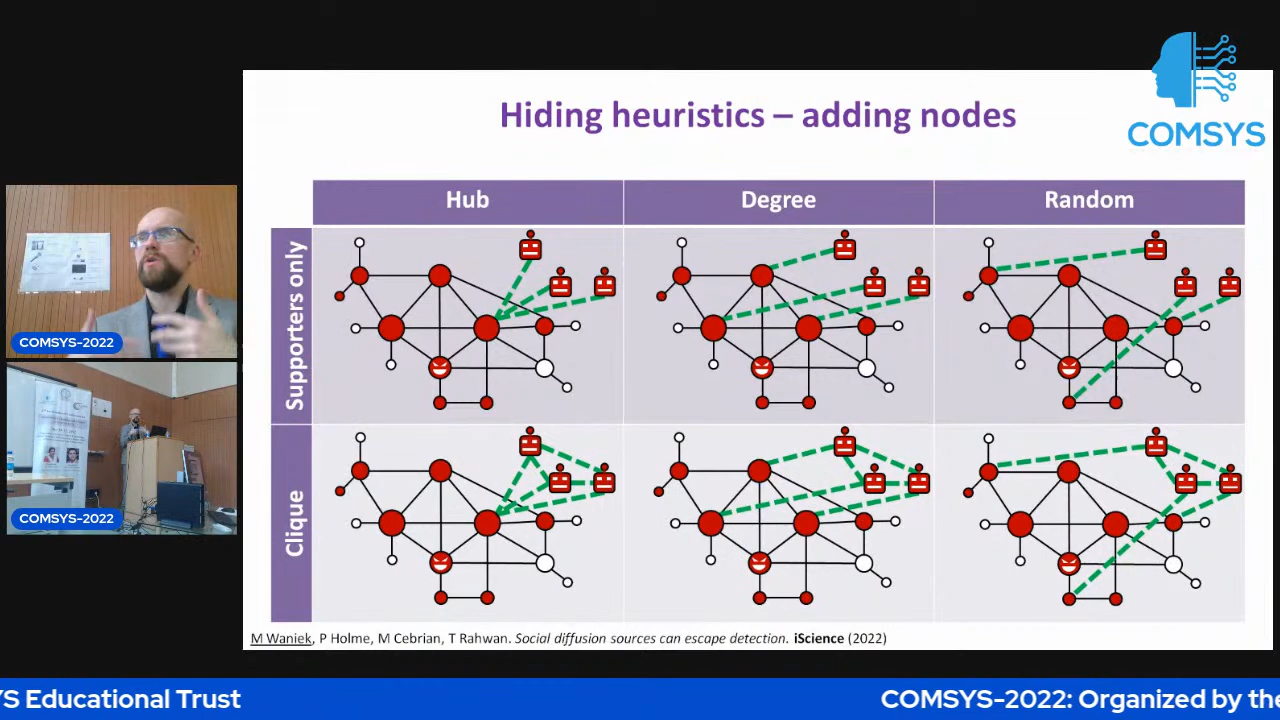 Hiding heuristics – adding nodes
COMSYS
Hub
Degree
Random
Supporters only
Clique
COMSYS-2022
COMSYS-2022
M Waniek, P Holme, M Cebrian, T Rahwan. Social diffusion sources can escape detection. iScience (2022)
YS Educational Trust
COMSYS-2022: Organized by the